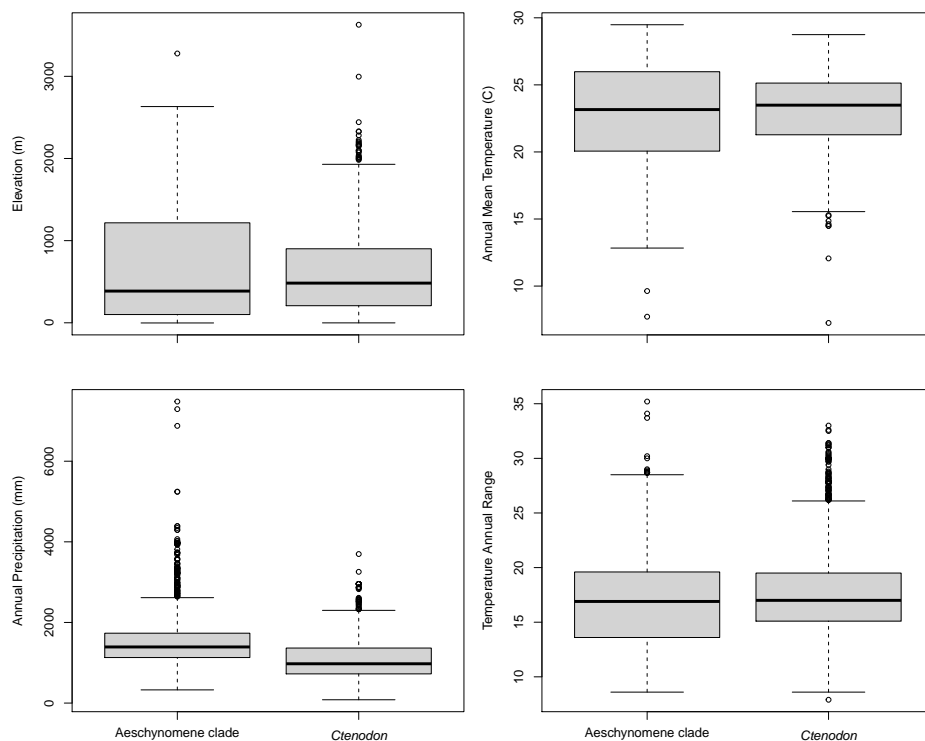 Elevation (m)
3000
2000
1000
0
Annual Mean Temperature (C)
30
25
20
15
10
Annual Precipitation (mm)
6000
4000
2000
0
Aeschynomene clade
Ctenodon
Temperature Annual Range
35
30
25
20
15
10
Aeschynomene clade
Ctenodon